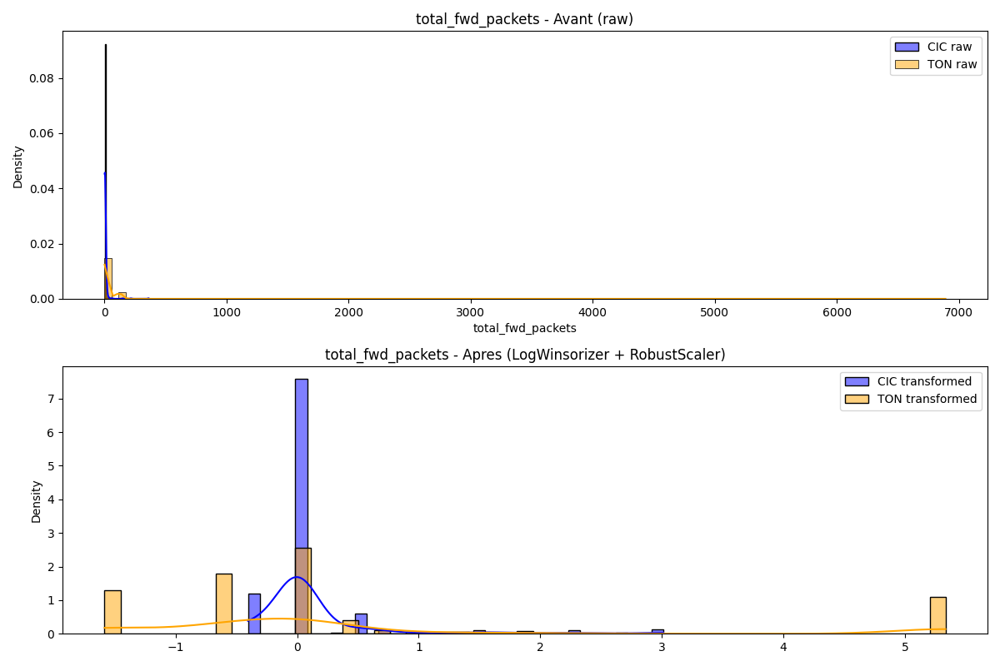 total_fwd_packets - Avant (raw)
CIC raw
TON raw
Density
0.08
0.06
0.04
0.02
0.00
0 1000 2000 3000 4000 5000 6000 7000
total_fwd_packets
total_fwd_packets - Apres (LogWinsorizer + RobustScaler)
CIC transformed
TON transformed
Density
7
6
5
4
3
2
1
0
−1 0 1 2 3 4 5